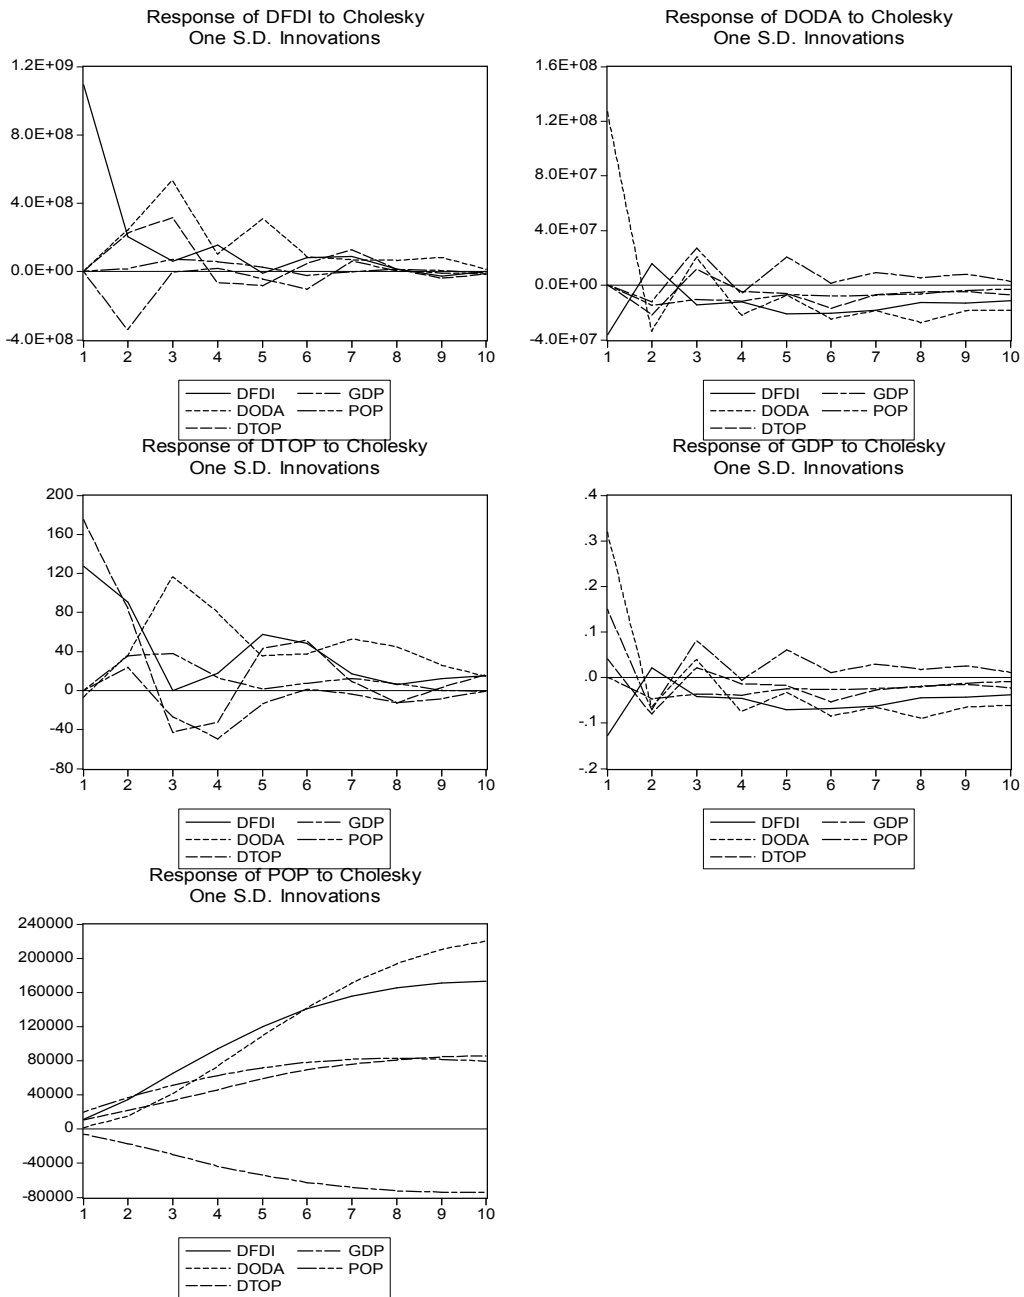 Response of DFDI to Cholesky
One S.D. Innovations
1.2E+09
8.0E+08
4.0E+08
0.0E+00
-4.0E+08
1 2 3 4 5 6 7 8 9 10
DFDI GDP
DODA POP
DTOP
Response of DODA to Cholesky
One S.D. Innovations
1.6E+08
1.2E+08
8.0E+07
4.0E+07
0.0E+00
-4.0E+07
1 2 3 4 5 6 7 8 9 10
DFDI GDP
DODA POP
DTOP
Response of DTOP to Cholesky
One S.D. Innovations
200
160
120
80
40
0
-40
-80
1 2 3 4 5 6 7 8 9 10
DFDI GDP
DODA POP
DTOP
Response of GDP to Cholesky
One S.D. Innovations
.4
.3
.2
.1
.0
-.1
-.2
1 2 3 4 5 6 7 8 9 10
DFDI GDP
DODA POP
DTOP
Response of POP to Cholesky
One S.D. Innovations
240000
200000
160000
120000
80000
40000
0
-40000
-80000
1 2 3 4 5 6 7 8 9 10
DFDI GDP
DODA POP
DTOP